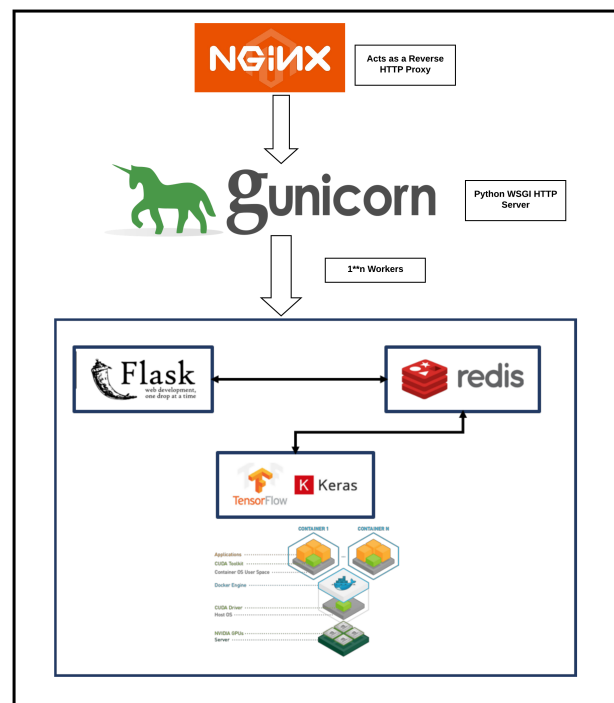 NGINX
Acts as a Reverse
HTTP Proxy
gunicorn
Python WSGI HTTP
Server
1**n Workers
Flask
web development,
one drop at a time
redis
TensorFlow
K Keras
CONTAINER 1
CONTAINER N
Applications
CUDA Toolkit
Container OS User Space
Docker Engine
CUDA Driver
Host OS
NVIDIA GPUs
Server